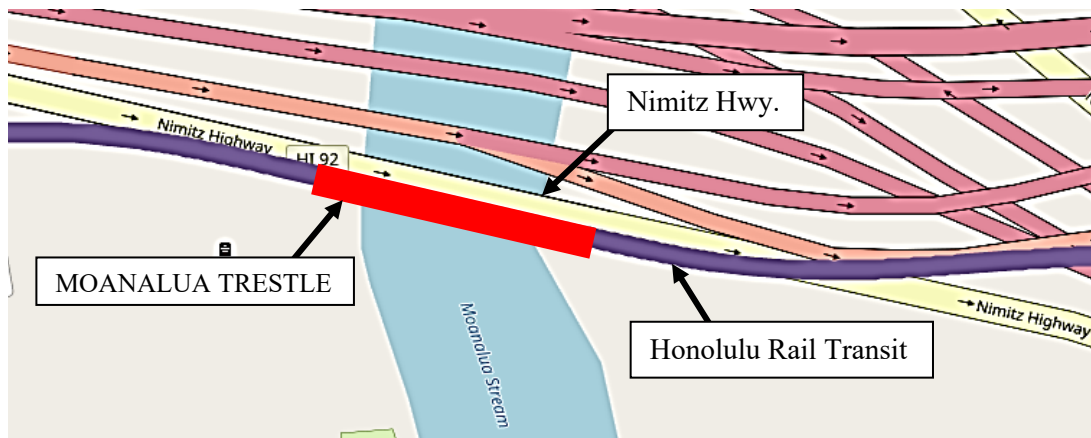 Nimitz Hwy.
Nimitz Highway
HI 92
MOANALUA TRESTLE
Moanalua Stream
Nimitz Highway
Honolulu Rail Transit